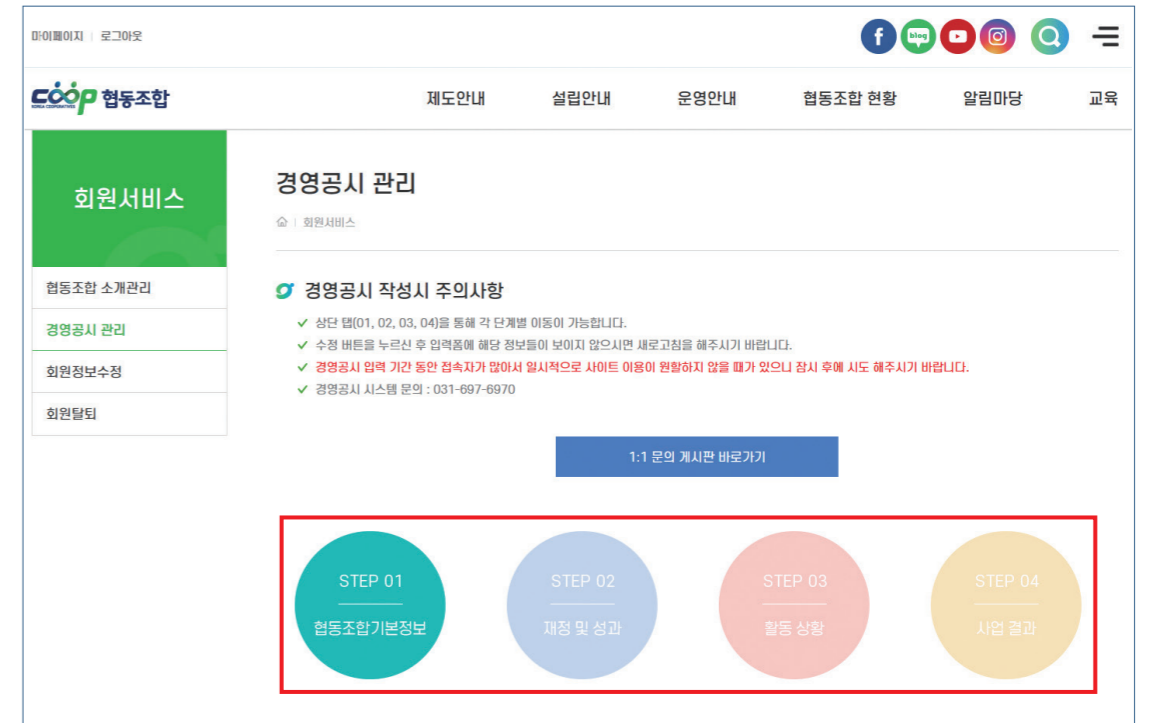 마이페이지 | 로그아웃
blog
COOP 협동조합
KOREA COOPERATIVES
제도안내 설립안내 운영안내 협동조합 현황 알림마당 교육
회원서비스
협동조합 소개관리
경영공시 관리
회원정보수정
회원탈퇴
경영공시 관리
회원서비스
경영공시 작성시 주의사항
상단 탭(01, 02, 03, 04)을 통해 각 단계별 이동이 가능합니다.
수정 버튼을 누르신 후 입력폼에 해당 정보들이 보이지 않으시면 새로고침을 해주시기 바랍니다.
경영공시 입력 기간 동안 접속자가 많아서 일시적으로 사이트 이용이 원할하지 않을 때가 있으니 잠시 후에 시도 해주시기 바랍니다.
경영공시 시스템 문의 : 031-697-6970
1:1 문의 게시판 바로가기
STEP 01
협동조합기본정보
STEP 02
재정 및 성과
STEP 03
활동 상황
STEP 04
사업 결과